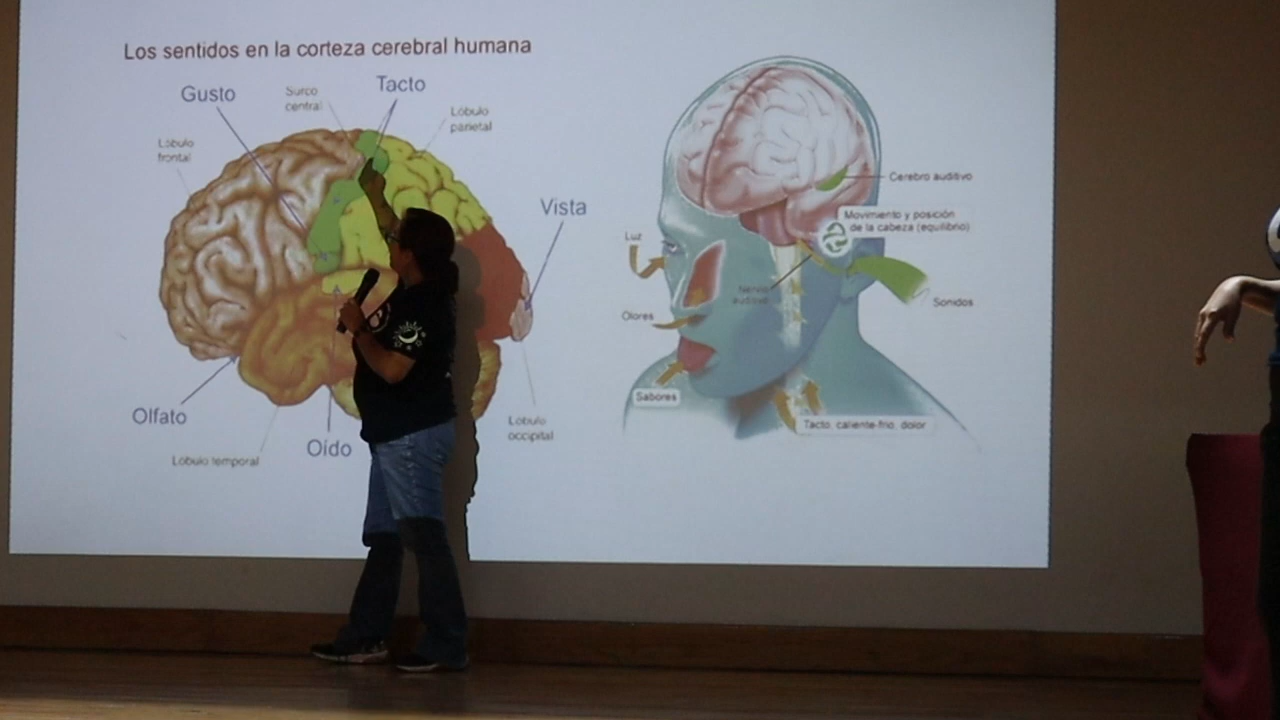 Los sentidos en la corteza cerebral humana
Gusto
Surco
central
Tacto
Lóbulo
parietal
Lóbulo
frontal
Vista
Olfato
Oído
Lóbulo temporal
Lóbulo
occipital
Cerebro auditivo
Movimiento y posición
de la cabeza (equilibrio)
Luz
Nervio
auditivo
Sonidos
Olores
Sabores
Tacto, caliente-frio, dolor